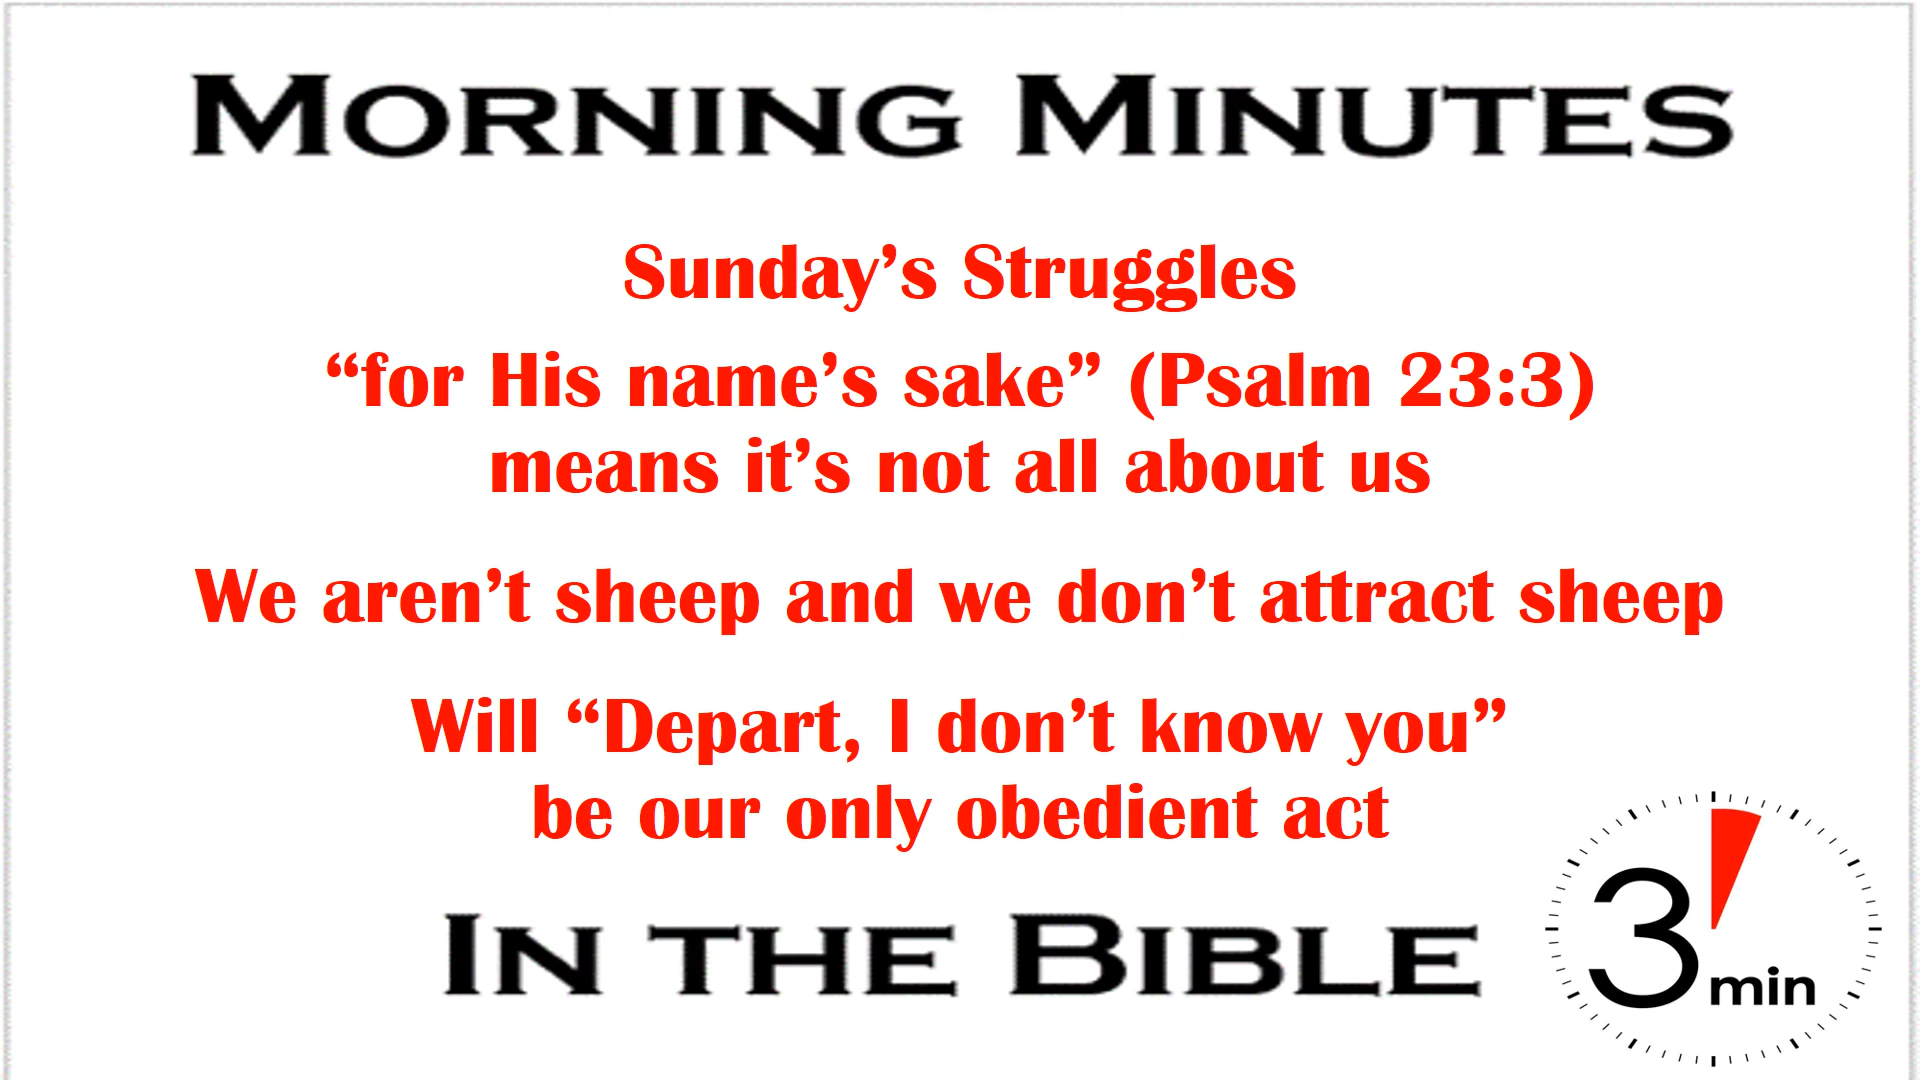 MORNING MINUTES
Sunday’s Struggles
“for His name’s sake” (Psalm 23:3)
means it’s not all about us
We aren’t sheep and we don’t attract sheep
Will “Depart, I don’t know you”
be our only obedient act
IN THE BIBLE
3 min